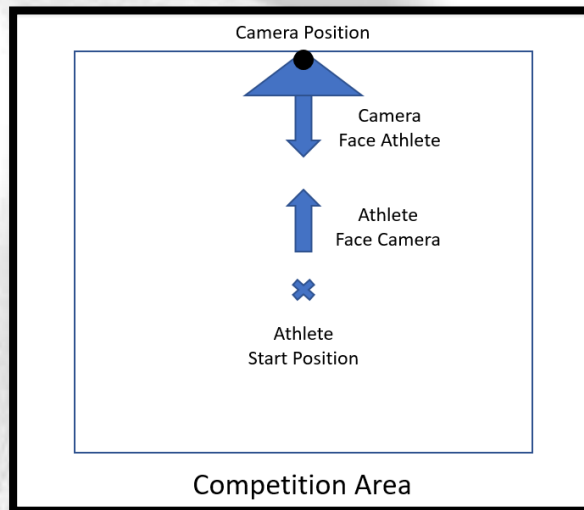 Camera Position
Camera
Face Athlete
Athlete
Face Camera
Athlete
Start Position
Competition Area